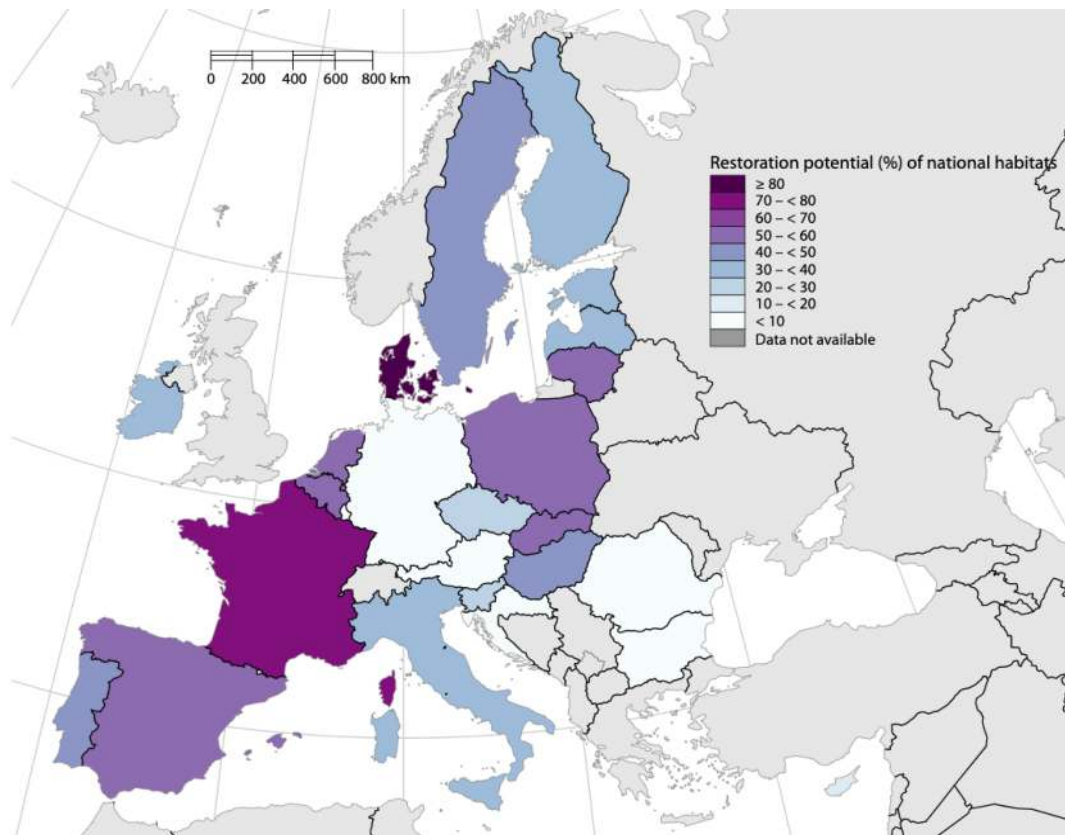 0 200 400 600 800 km
Restoration potential (%) of national habitats
≥ 80
70 – < 80
60 – < 70
50 – < 60
40 – < 50
30 – < 40
20 – < 30
10 – < 20
< 10
Data not available